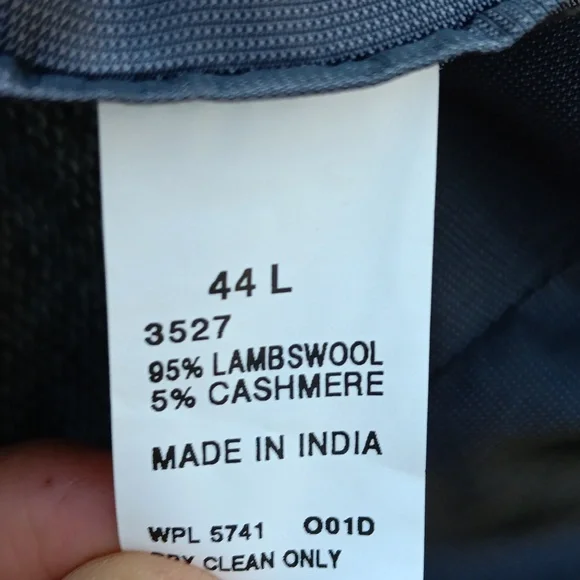 44 L
3527
95% LAMBSWOOL
5% CASHMERE
MADE IN INDIA
WPL 5741 O01D
DRY CLEAN ONLY